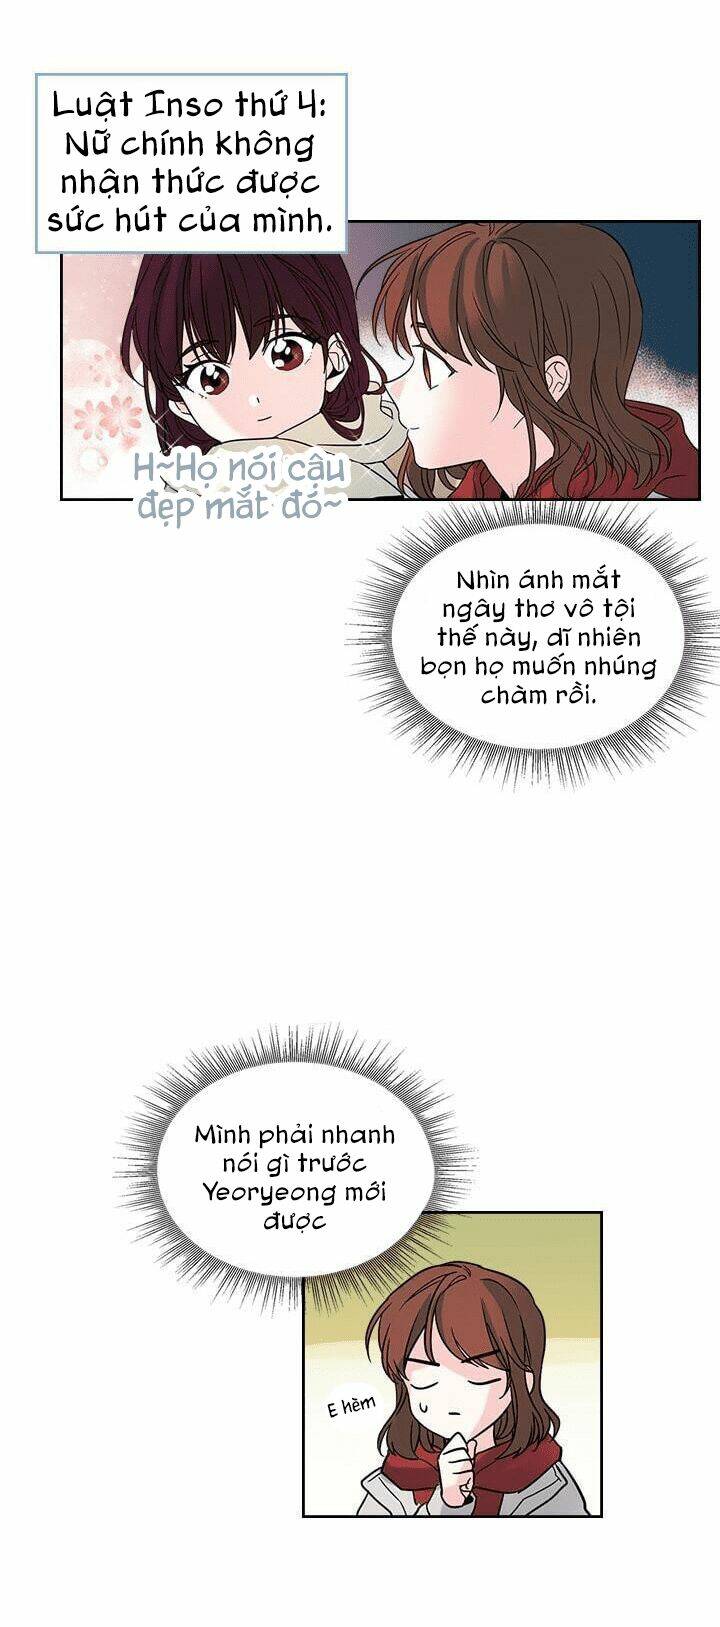 Luật Inso thứ 4:
Nữ chính không
nhận thức được
sức hút của mình.
H~Họ nói cậu
đẹp mắt đó~
Nhìn ánh mắt
ngây thơ vô tội
thế này, dĩ nhiên
bọn họ muốn nhúng
chàm rồi.
Mình phải nhanh
nói gì trước
Yeoryeong mới
được
E hèm